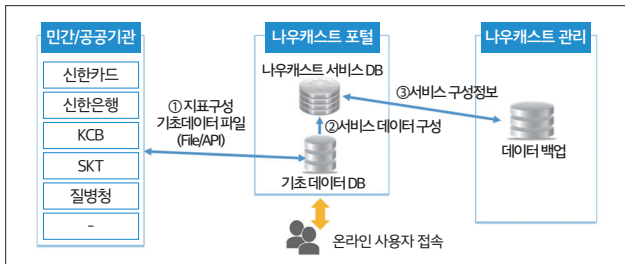 민간/공공기관
신한카드
신한은행
KCB
SKT
질병청
-
① 지표구성
기초데이터 파일
(File/API)
나우캐스트 포털
나우캐스트 서비스 DB
②서비스 데이터 구성
기초 데이터 DB
온라인 사용자 접속
③서비스 구성정보
나우캐스트 관리
데이터 백업